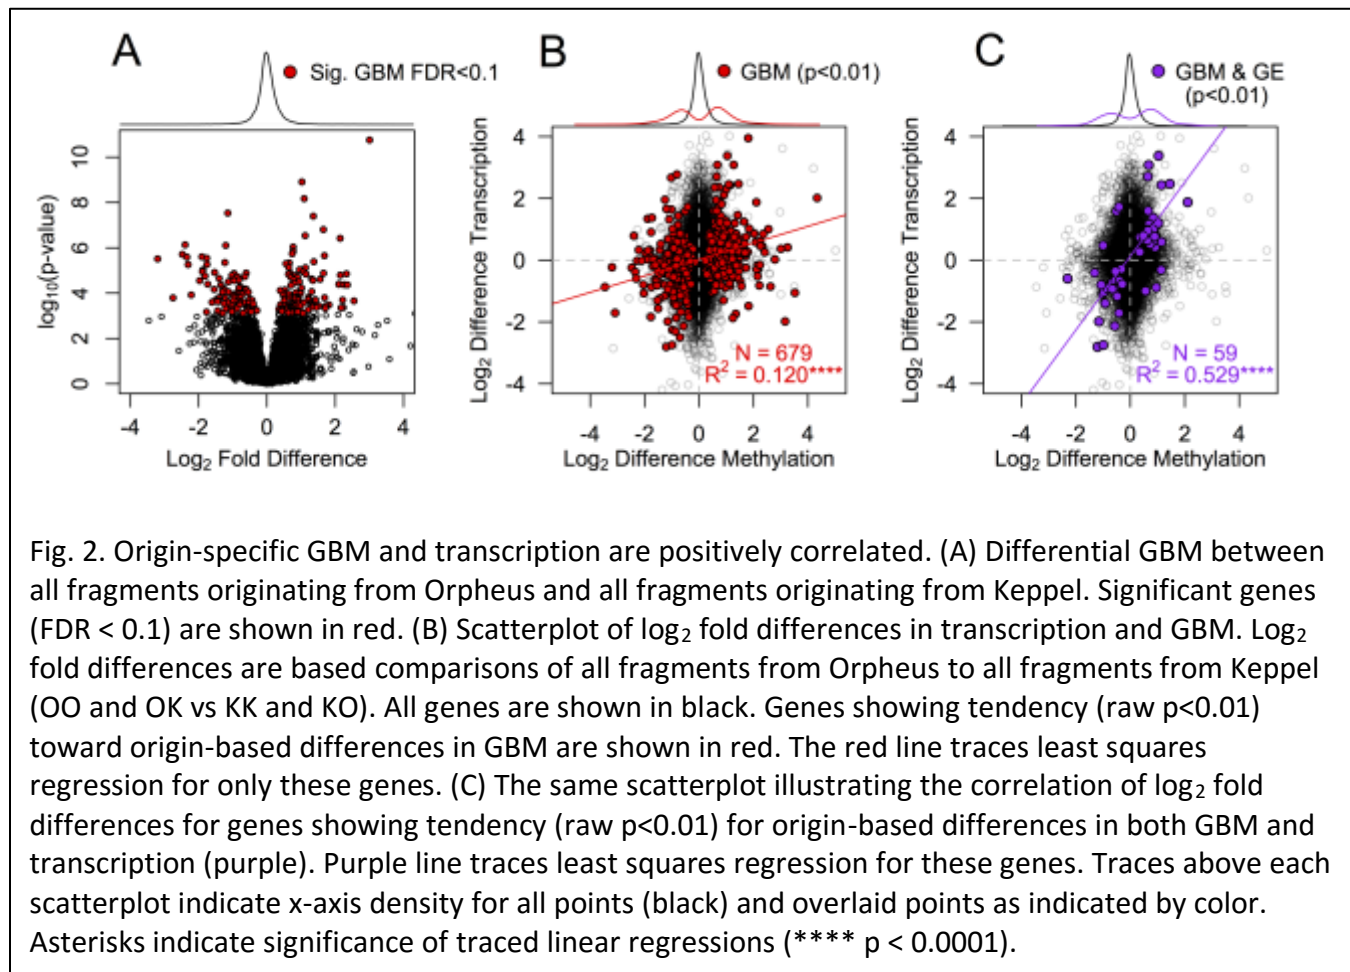 A
Sig. GBM FDR<0.1
log10(p-value)
10
8
6
4
2
0
-4 -2 0 2 4
Log2 Fold Difference
B
GBM (p<0.01)
Log2 Difference Transcription
4
2
0
-2
-4
N = 679
R2 = 0.120****
-4 -2 0 2 4
Log2 Difference Methylation
C
GBM & GE
(p<0.01)
Log2 Difference Transcription
4
2
0
-2
-4
N = 59
R2 = 0.529****
-4 -2 0 2 4
Log2 Difference Methylation
Fig. 2. Origin-specific GBM and transcription are positively correlated. (A) Differential GBM between
all fragments originating from Orpheus and all fragments originating from Keppel. Significant genes
(FDR < 0.1) are shown in red. (B) Scatterplot of log2 fold differences in transcription and GBM. Log2
fold differences are based comparisons of all fragments from Orpheus to all fragments from Keppel
(OO and OK vs KK and KO). All genes are shown in black. Genes showing tendency (raw p<0.01)
toward origin-based differences in GBM are shown in red. The red line traces least squares
regression for only these genes. (C) The same scatterplot illustrating the correlation of log2 fold
differences for genes showing tendency (raw p<0.01) for origin-based differences in both GBM and
transcription (purple). Purple line traces least squares regression for these genes. Traces above each
scatterplot indicate x-axis density for all points (black) and overlaid points as indicated by color.
Asterisks indicate significance of traced linear regressions (**** p < 0.0001).